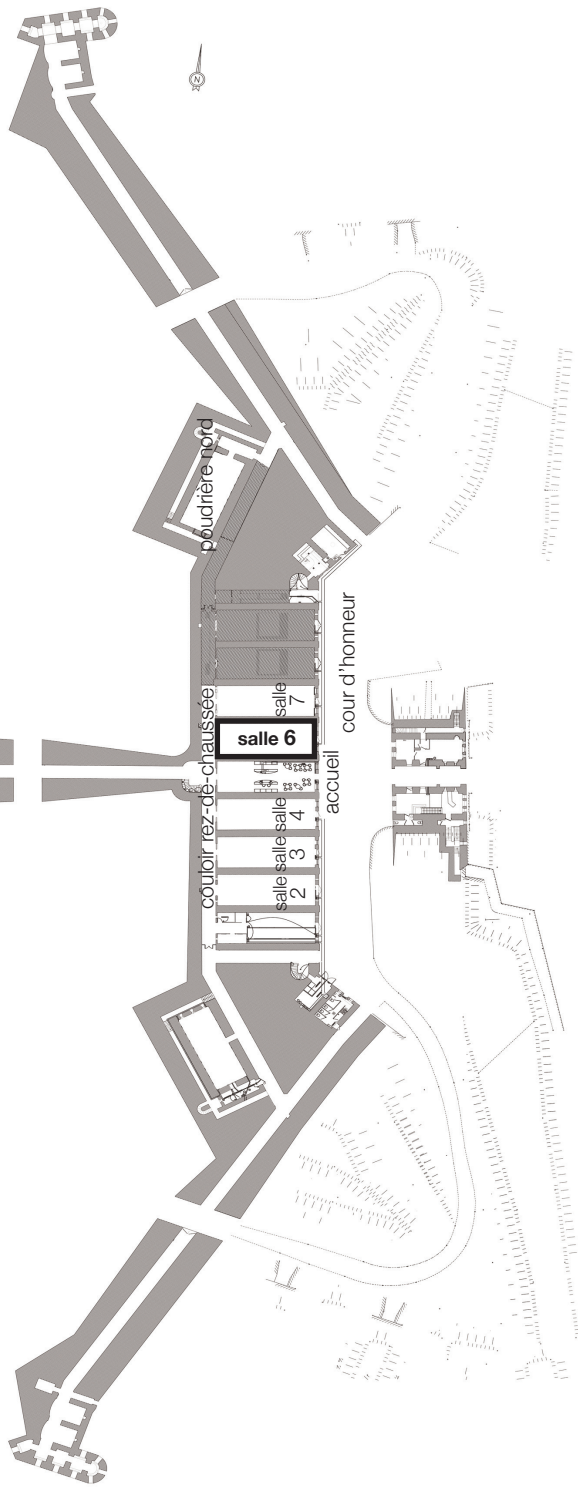 N
poudrière nord
couloir rez-de-chaussée
salle
7
salle 6
cour d'honneur
accueil
salle
4
salle
3
salle
2